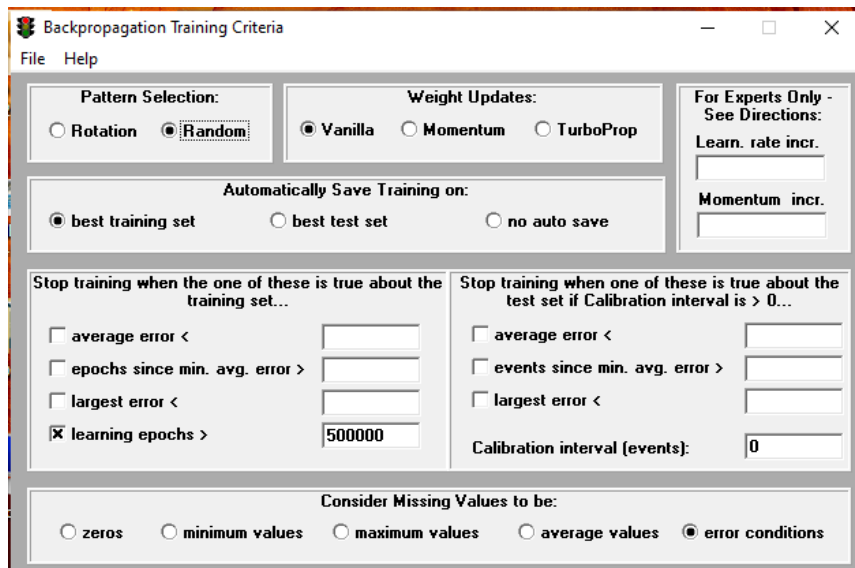 Backpropagation Training Criteria
File Help
Pattern Selection:
Rotation Random
Weight Updates:
Vanilla Momentum TurboProp
For Experts Only -
See Directions:
Learn. rate incr.
Momentum incr.
Automatically Save Training on:
best training set best test set no auto save
Stop training when the one of these is true about the
training set...
average error <
epochs since min. avg. error >
largest error <
learning epochs > 500000
Stop training when one of these is true about the
test set if Calibration interval is > 0...
average error <
events since min. avg. error >
largest error <
Calibration interval (events): 0
Consider Missing Values to be:
zeros minimum values maximum values average values error conditions